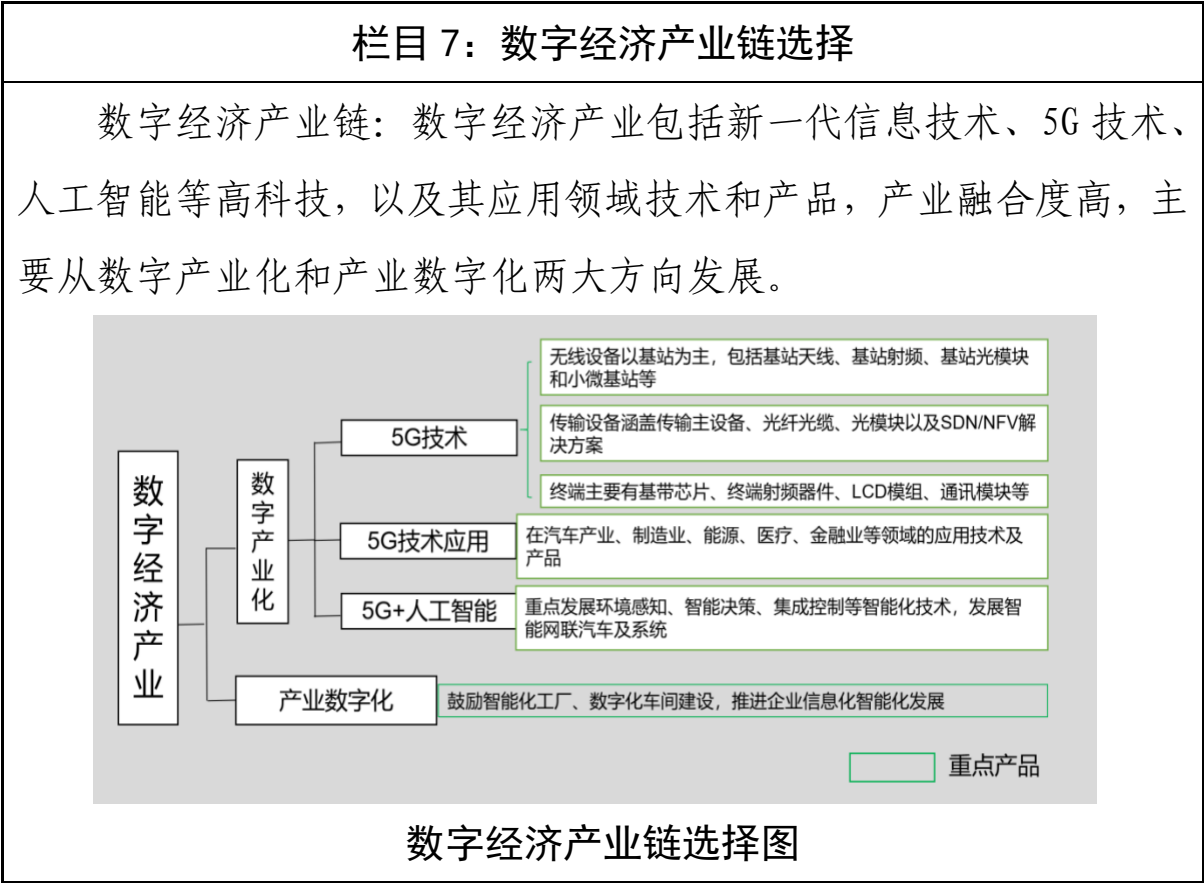 栏目 7：数字经济产业链选择
数字经济产业链：数字经济产业包括新一代信息技术、5G 技术、
人工智能等高科技，以及其应用领域技术和产品，产业融合度高，主
要从数字产业化和产业数字化两大方向发展。
数字经济产业
数字产业化
5G技术
无线设备以基站为主，包括基站天线、基站射频、基站光模块
和小微基站等
传输设备涵盖传输主设备、光纤光缆、光模块以及SDN/NFV解
决方案
终端主要有基带芯片、终端射频器件、LCD模组、通讯模块等
5G技术应用
在汽车产业、制造业、能源、医疗、金融业等领域的应用技术及
产品
5G+人工智能
重点发展环境感知、智能决策、集成控制等智能化技术，发展智
能网联汽车及系统
产业数字化
鼓励智能化工厂、数字化车间建设，推进企业信息化智能化发展
重点产品
数字经济产业链选择图